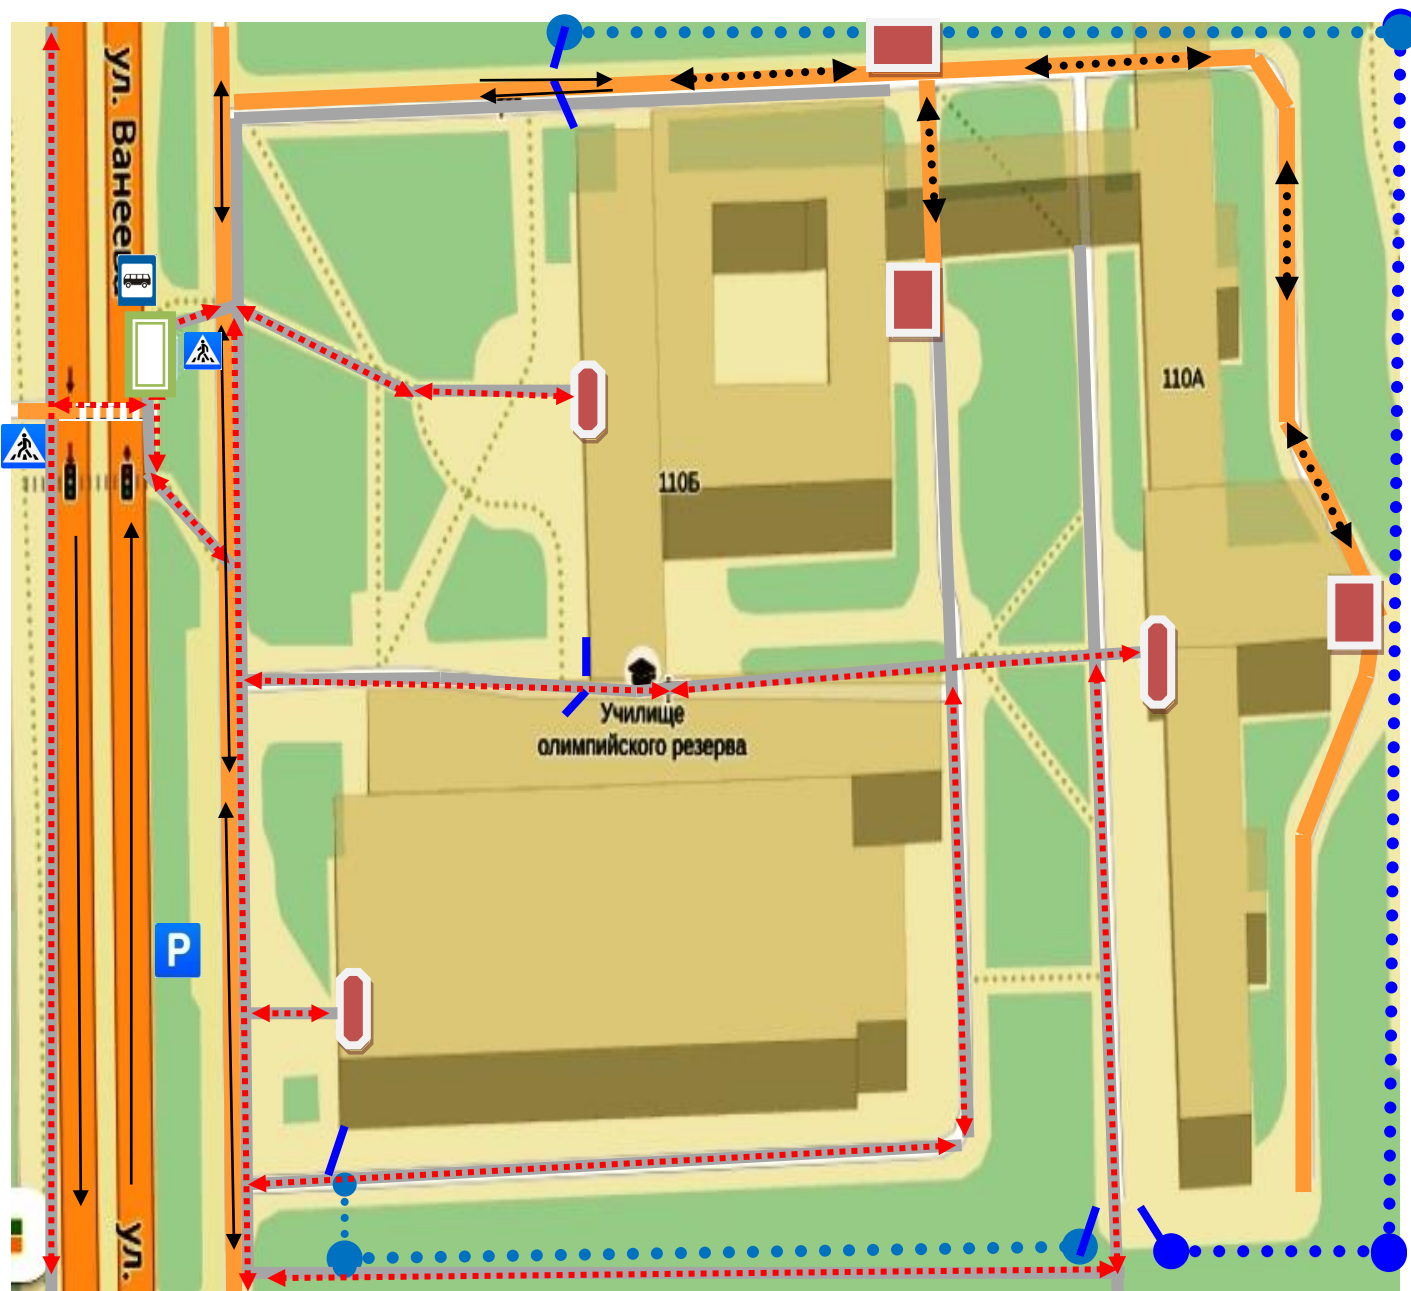 ул. Ванеева
110А
110Б
Училище
олимпийского резерва
P
ул.